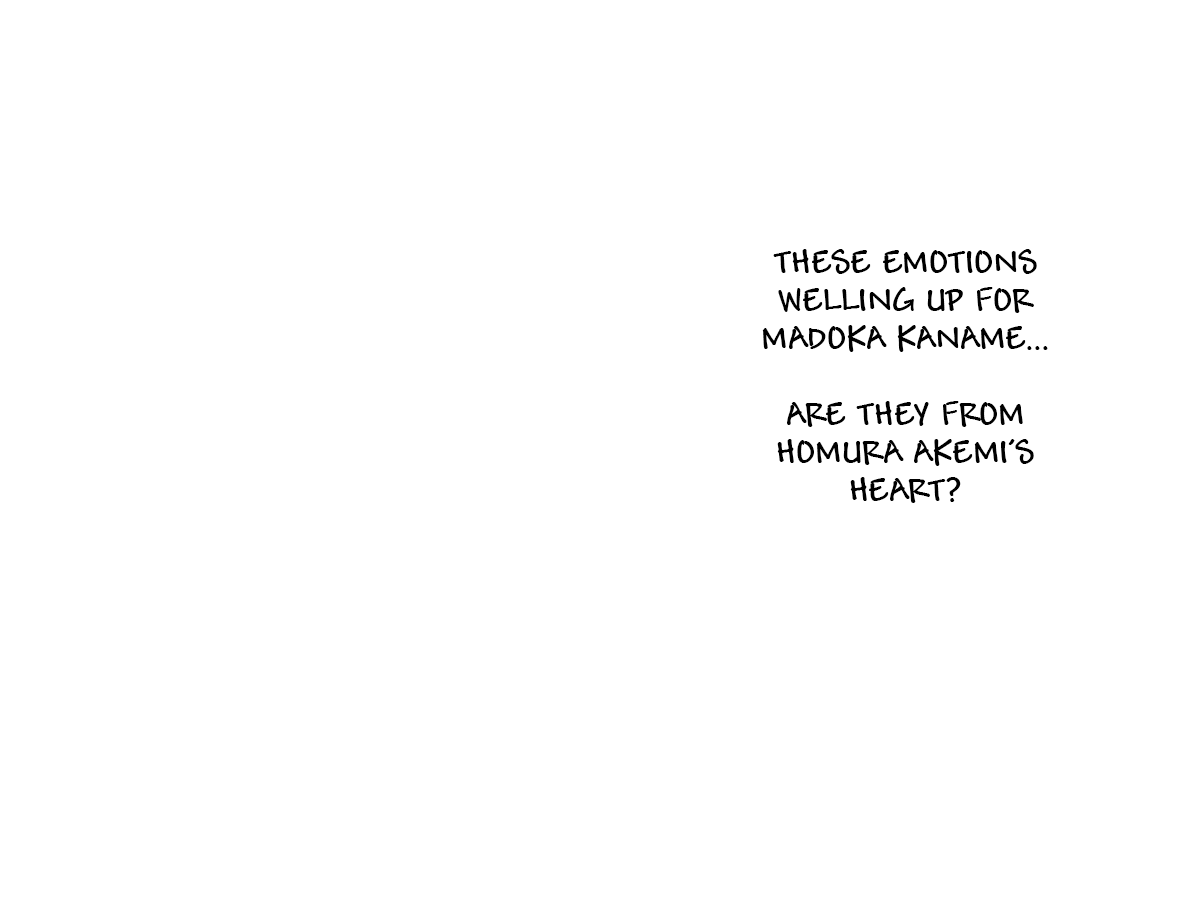 THESE EMOTIONS
WELLING UP FOR
MADOKA KANAME...
ARE THEY FROM
HOMURA AKEMI'S
HEART?